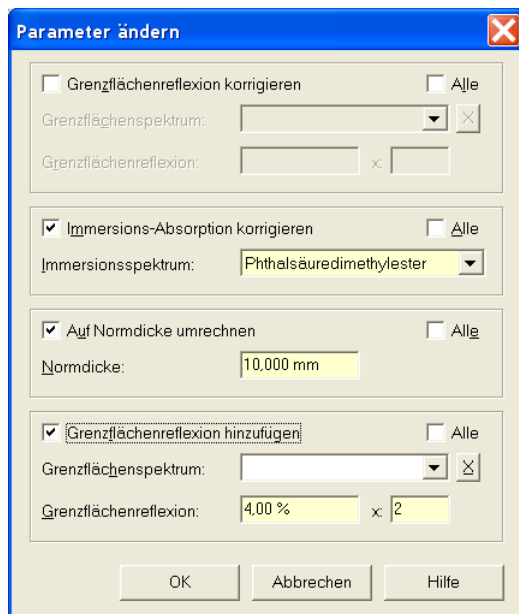 Parameter ändern
Grenzflächenreflexion korrigieren Alle
Grenzflächenspektrum: X
Grenzflächenreflexion: x:
Immersions-Absorption korrigieren Alle
Immersionsspektrum: Phthalsäuredimethylester
Auf Normdicke umrechnen Alle
Normdicke: 10,000 mm
Grenzflächenreflexion hinzufügen Alle
Grenzflächenspektrum: X
Grenzflächenreflexion: 4,00 % x: 2
OK Abbrechen Hilfe